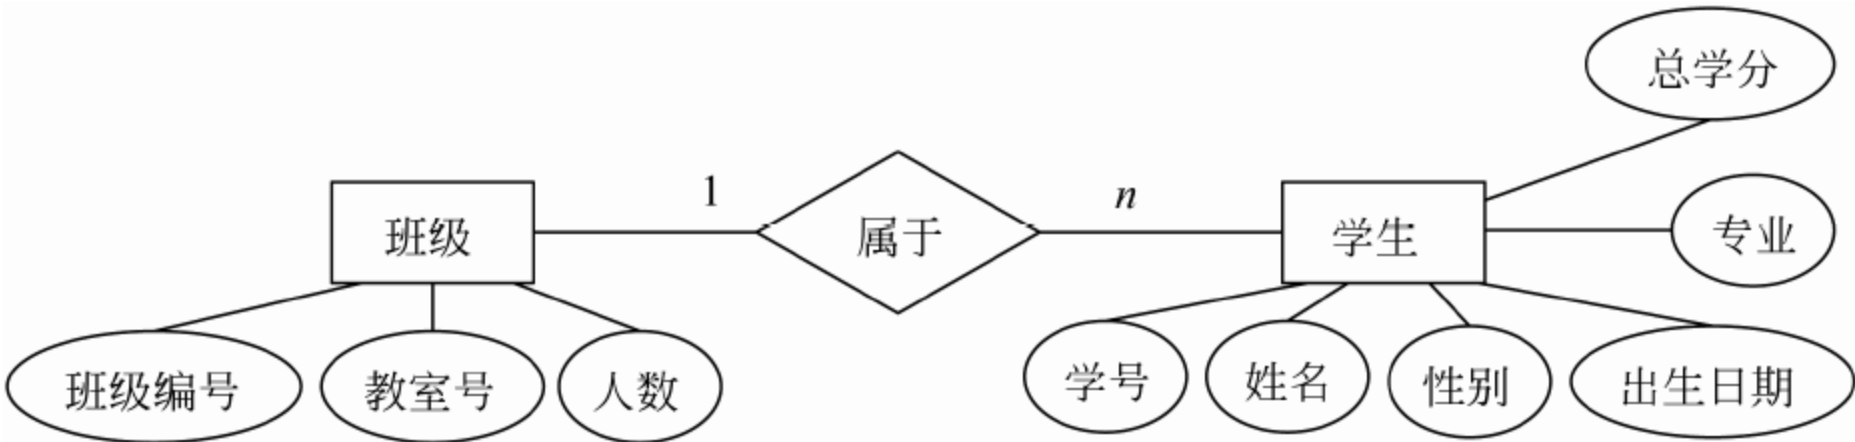 总学分
1
n
班级
属于
学生
专业
班级编号
教室号
人数
学号
姓名
性别
出生日期